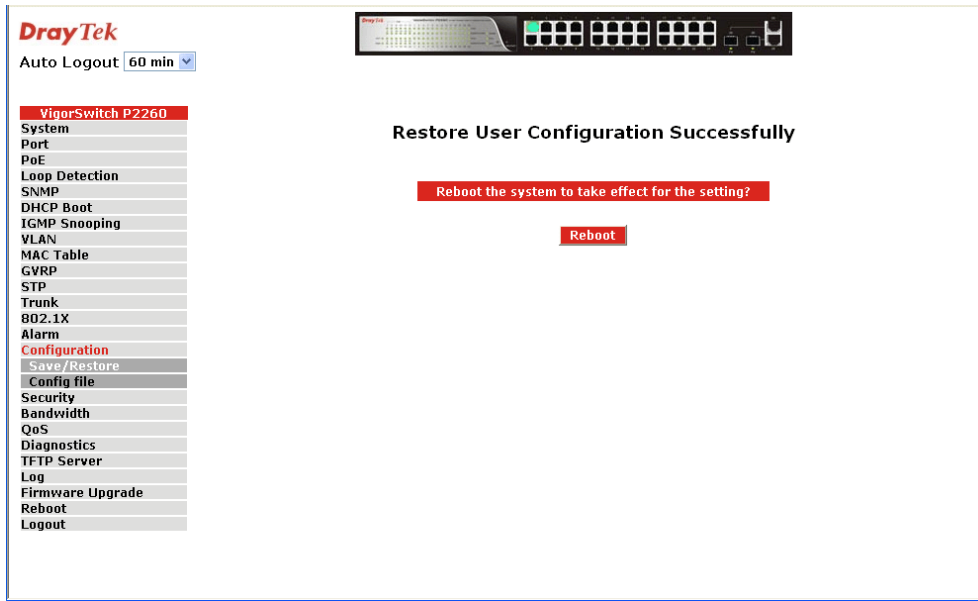 DrayTek
Auto Logout 60 min
VigorSwitch P2260
System
Port
PoE
Loop Detection
SNMP
DHCP Boot
IGMP Snooping
VLAN
MAC Table
GVRP
STP
Trunk
802.1X
Alarm
Configuration
Save/Restore
Config file
Security
Bandwidth
QoS
Diagnostics
TFTP Server
Log
Firmware Upgrade
Reboot
Logout
DrayTek
Restore User Configuration Successfully
Reboot the system to take effect for the setting?
Reboot